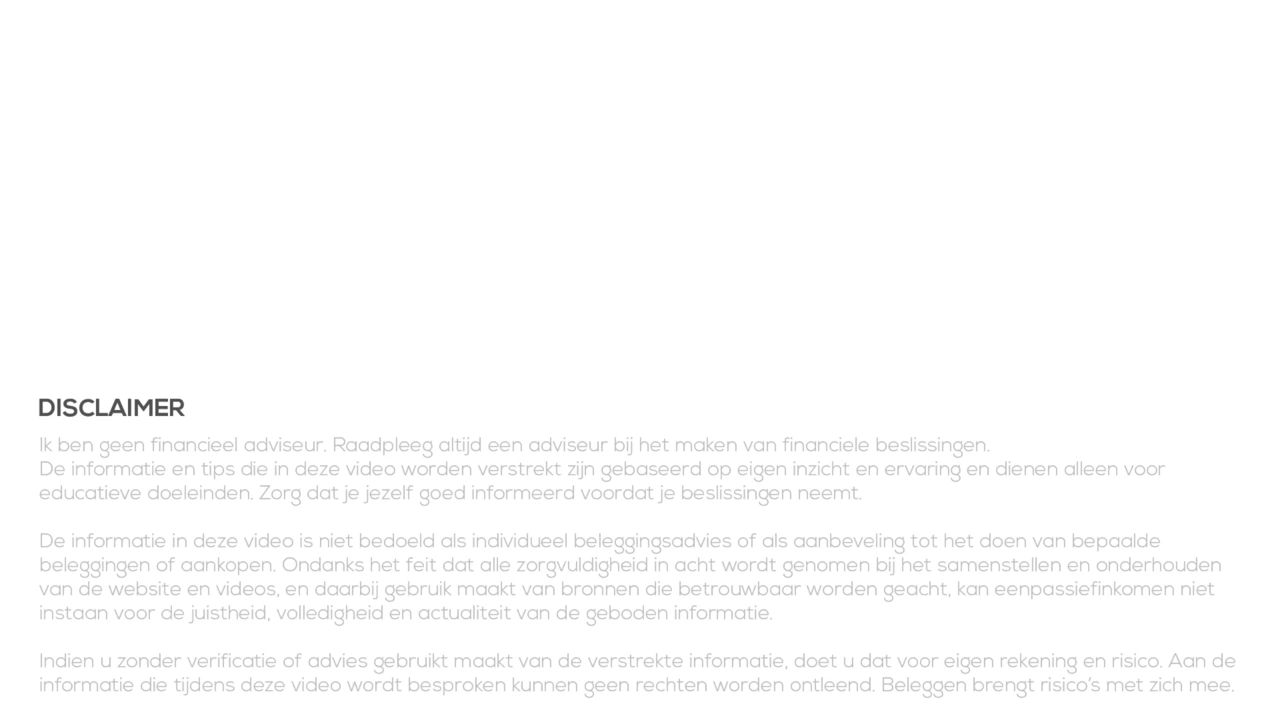 DISCLAIMER
Ik ben geen financieel adviseur. Raadpleeg altijd een adviseur bij het maken van financiele beslissingen.
De informatie en tips die in deze video worden verstrekt zijn gebaseerd op eigen inzicht en ervaring en dienen alleen voor
educatieve doeleinden. Zorg dat je jezelf goed informeerd voordat je beslissingen neemt.
De informatie in deze video is niet bedoeld als individueel beleggingsadvies of als aanbeveling tot het doen van bepaalde
beleggingen of aankopen. Ondanks het feit dat alle zorgvuldigheid in acht wordt genomen bij het samenstellen en onderhouden
van de website en videos, en daarbij gebruik maakt van bronnen die betrouwbaar worden geacht, kan eenpassiefinkomen niet
instaan voor de juistheid, volledigheid en actualiteit van de geboden informatie.
Indien u zonder verificatie of advies gebruikt maakt van de verstrekte informatie, doet u dat voor eigen rekening en risico. Aan de
informatie die tijdens deze video wordt besproken kunnen geen rechten worden ontleend. Beleggen brengt risico's met zich mee.